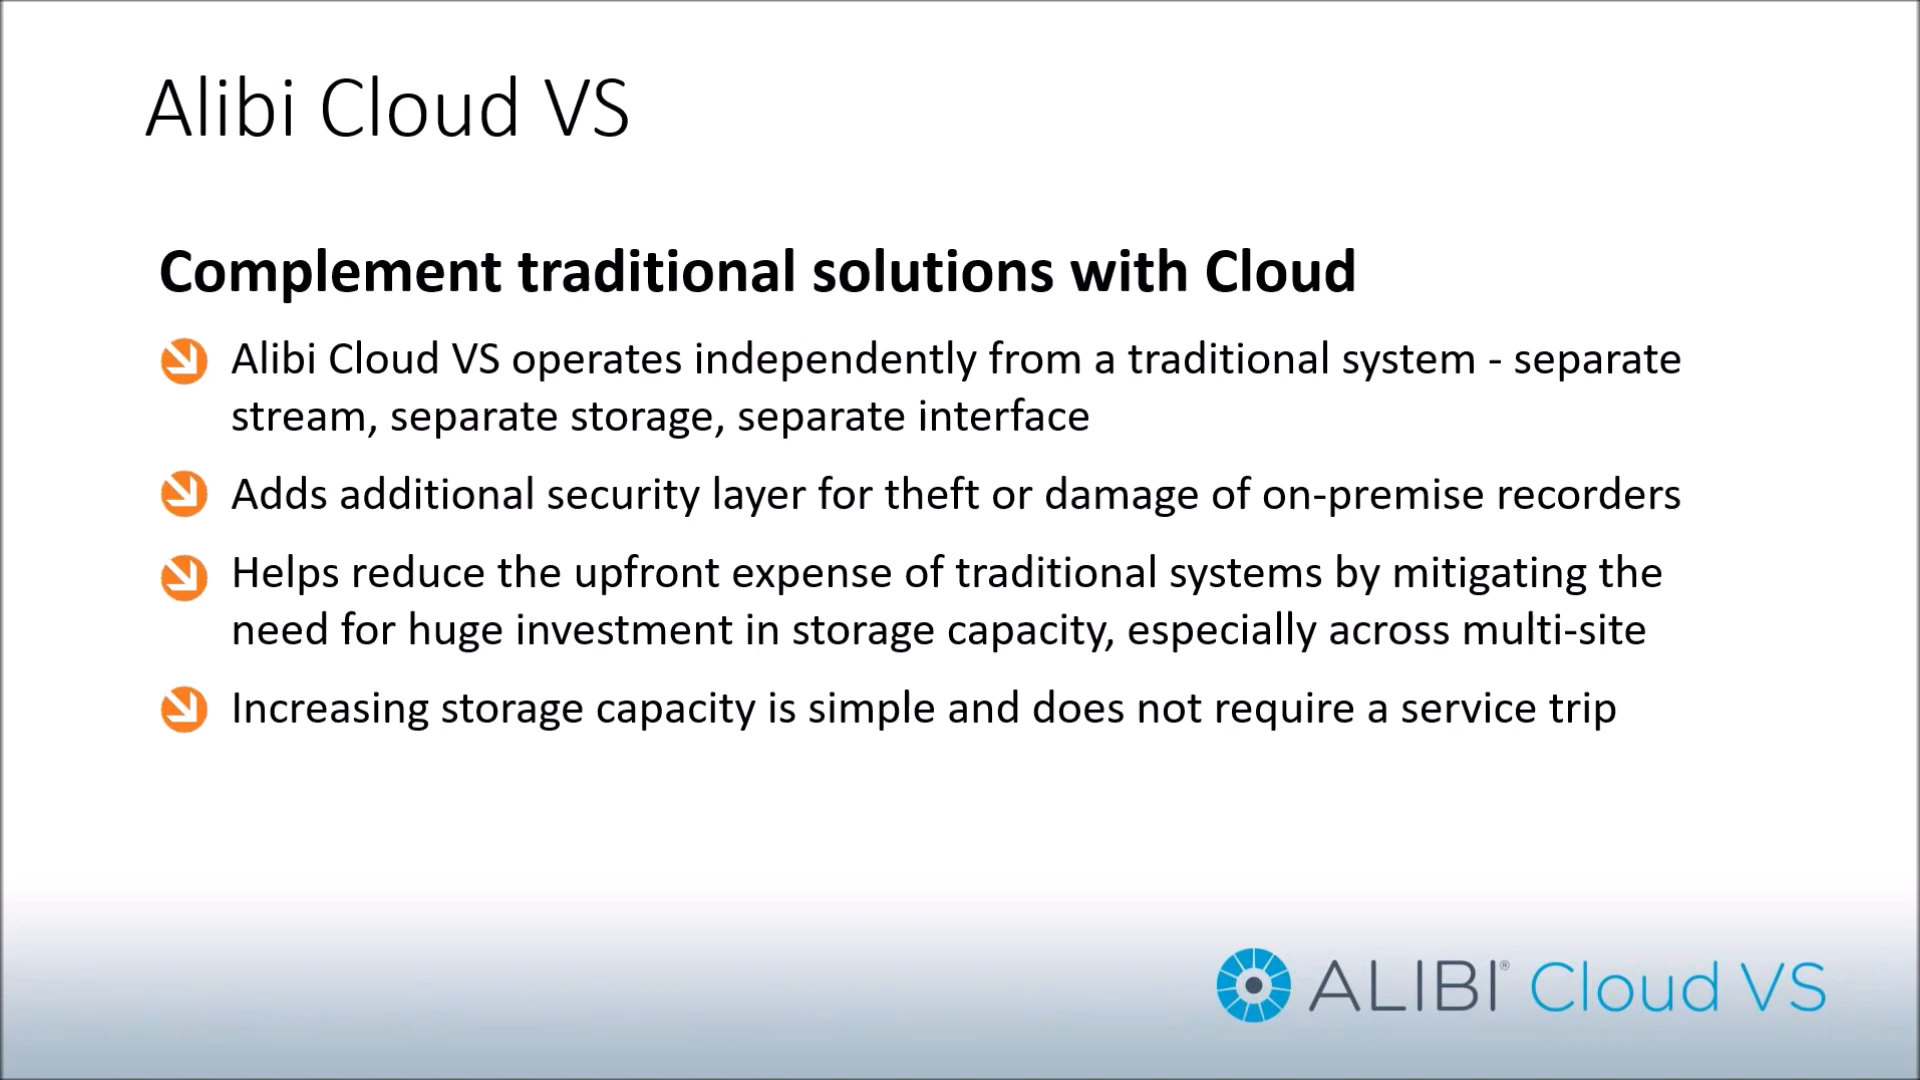 Alibi Cloud VS
Complement traditional solutions with Cloud
Alibi Cloud VS operates independently from a traditional system - separate
stream, separate storage, separate interface
Adds additional security layer for theft or damage of on-premise recorders
Helps reduce the upfront expense of traditional systems by mitigating the
need for huge investment in storage capacity, especially across multi-site
Increasing storage capacity is simple and does not require a service trip
ALIBI® Cloud VS